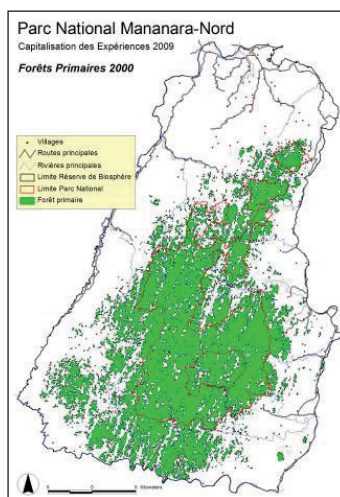 Parc National Mananara-Nord
Capitalisation des Expériences 2009
Forêts Primaires 2000
Villages
Routes principales
Rivières principales
Limite Réserve de Biosphère
Limite Parc National
Forêt primaire
Kilometers